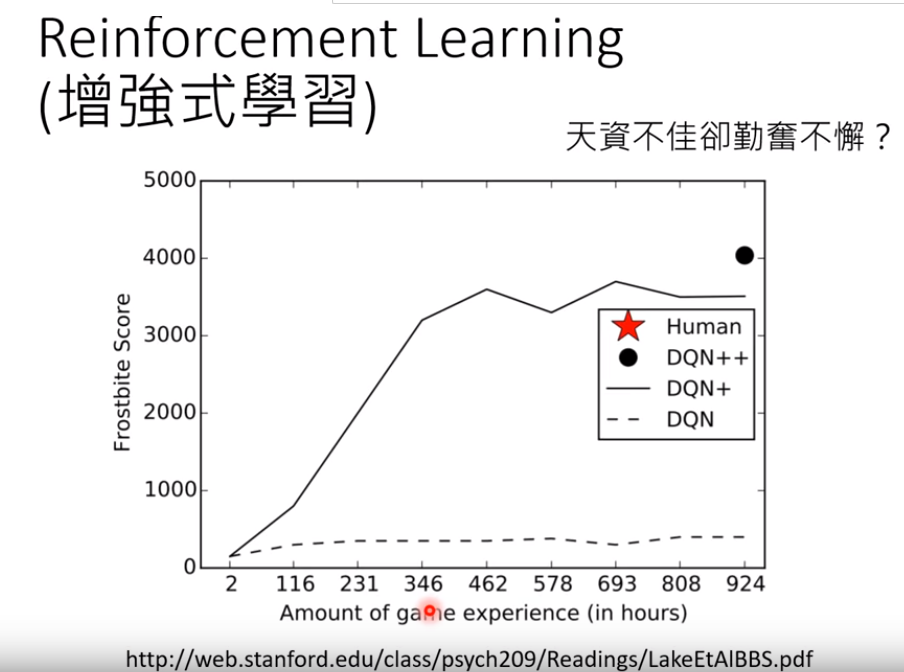 Reinforcement Learning
(增強式學習)
天資不佳卻勤奮不懈？
5000
4000
3000
2000
1000
0
Frostbite Score
Human
DQN++
DQN+
DQN
2 116 231 346 462 578 693 808 924
Amount of game experience (in hours)
http://web.stanford.edu/class/psych209/Readings/LakeEtAlBBS.pdf